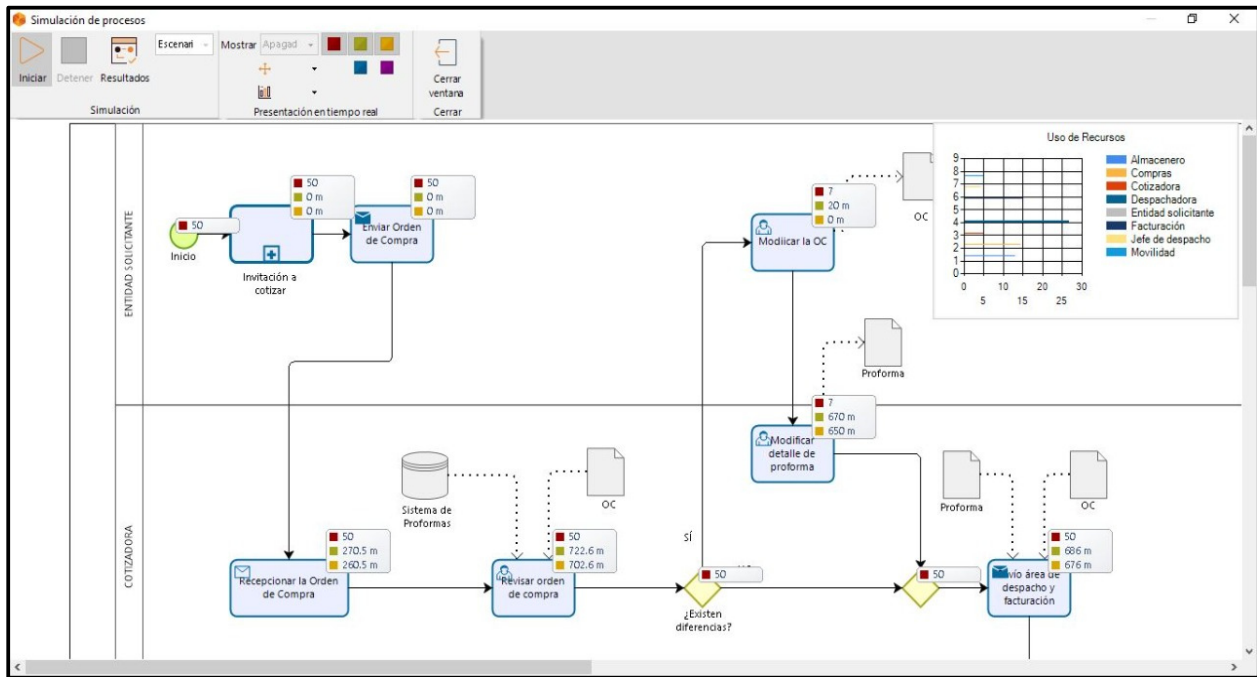 Simulación de procesos
Iniciar
Detener
Resultados
Escenari
Simulación
Mostrar
Apagad
Presentación en tiempo real
Cerrar
ventana
Cerrar
ENTIDAD SOLICITANTE
Inicio
50
50
0 m
0 m
Invitación a
cotizar
50
0 m
0 m
Enviar Orden
de Compra
7
20 m
0 m
Modiicar la OC
OC
Uso de Recursos
9
8
7
6
5
4
3
2
1
0
0
10
20
30
5
15
25
Almacenero
Compras
Cotizadora
Despachadora
Entidad solicitante
Facturación
Jefe de despacho
Movilidad
Proforma
COTIZADORA
7
670 m
650 m
Modificar
detalle de
proforma
Sistema de
Proformas
OC
Proforma
OC
50
270.5 m
260.5 m
Recepcionar la Orden
de Compra
50
722.6 m
702.6 m
Revisar orden
de compra
SÍ
50
¿Existen
diferencias?
50
50
686 m
676 m
área de
despacho y
facturación